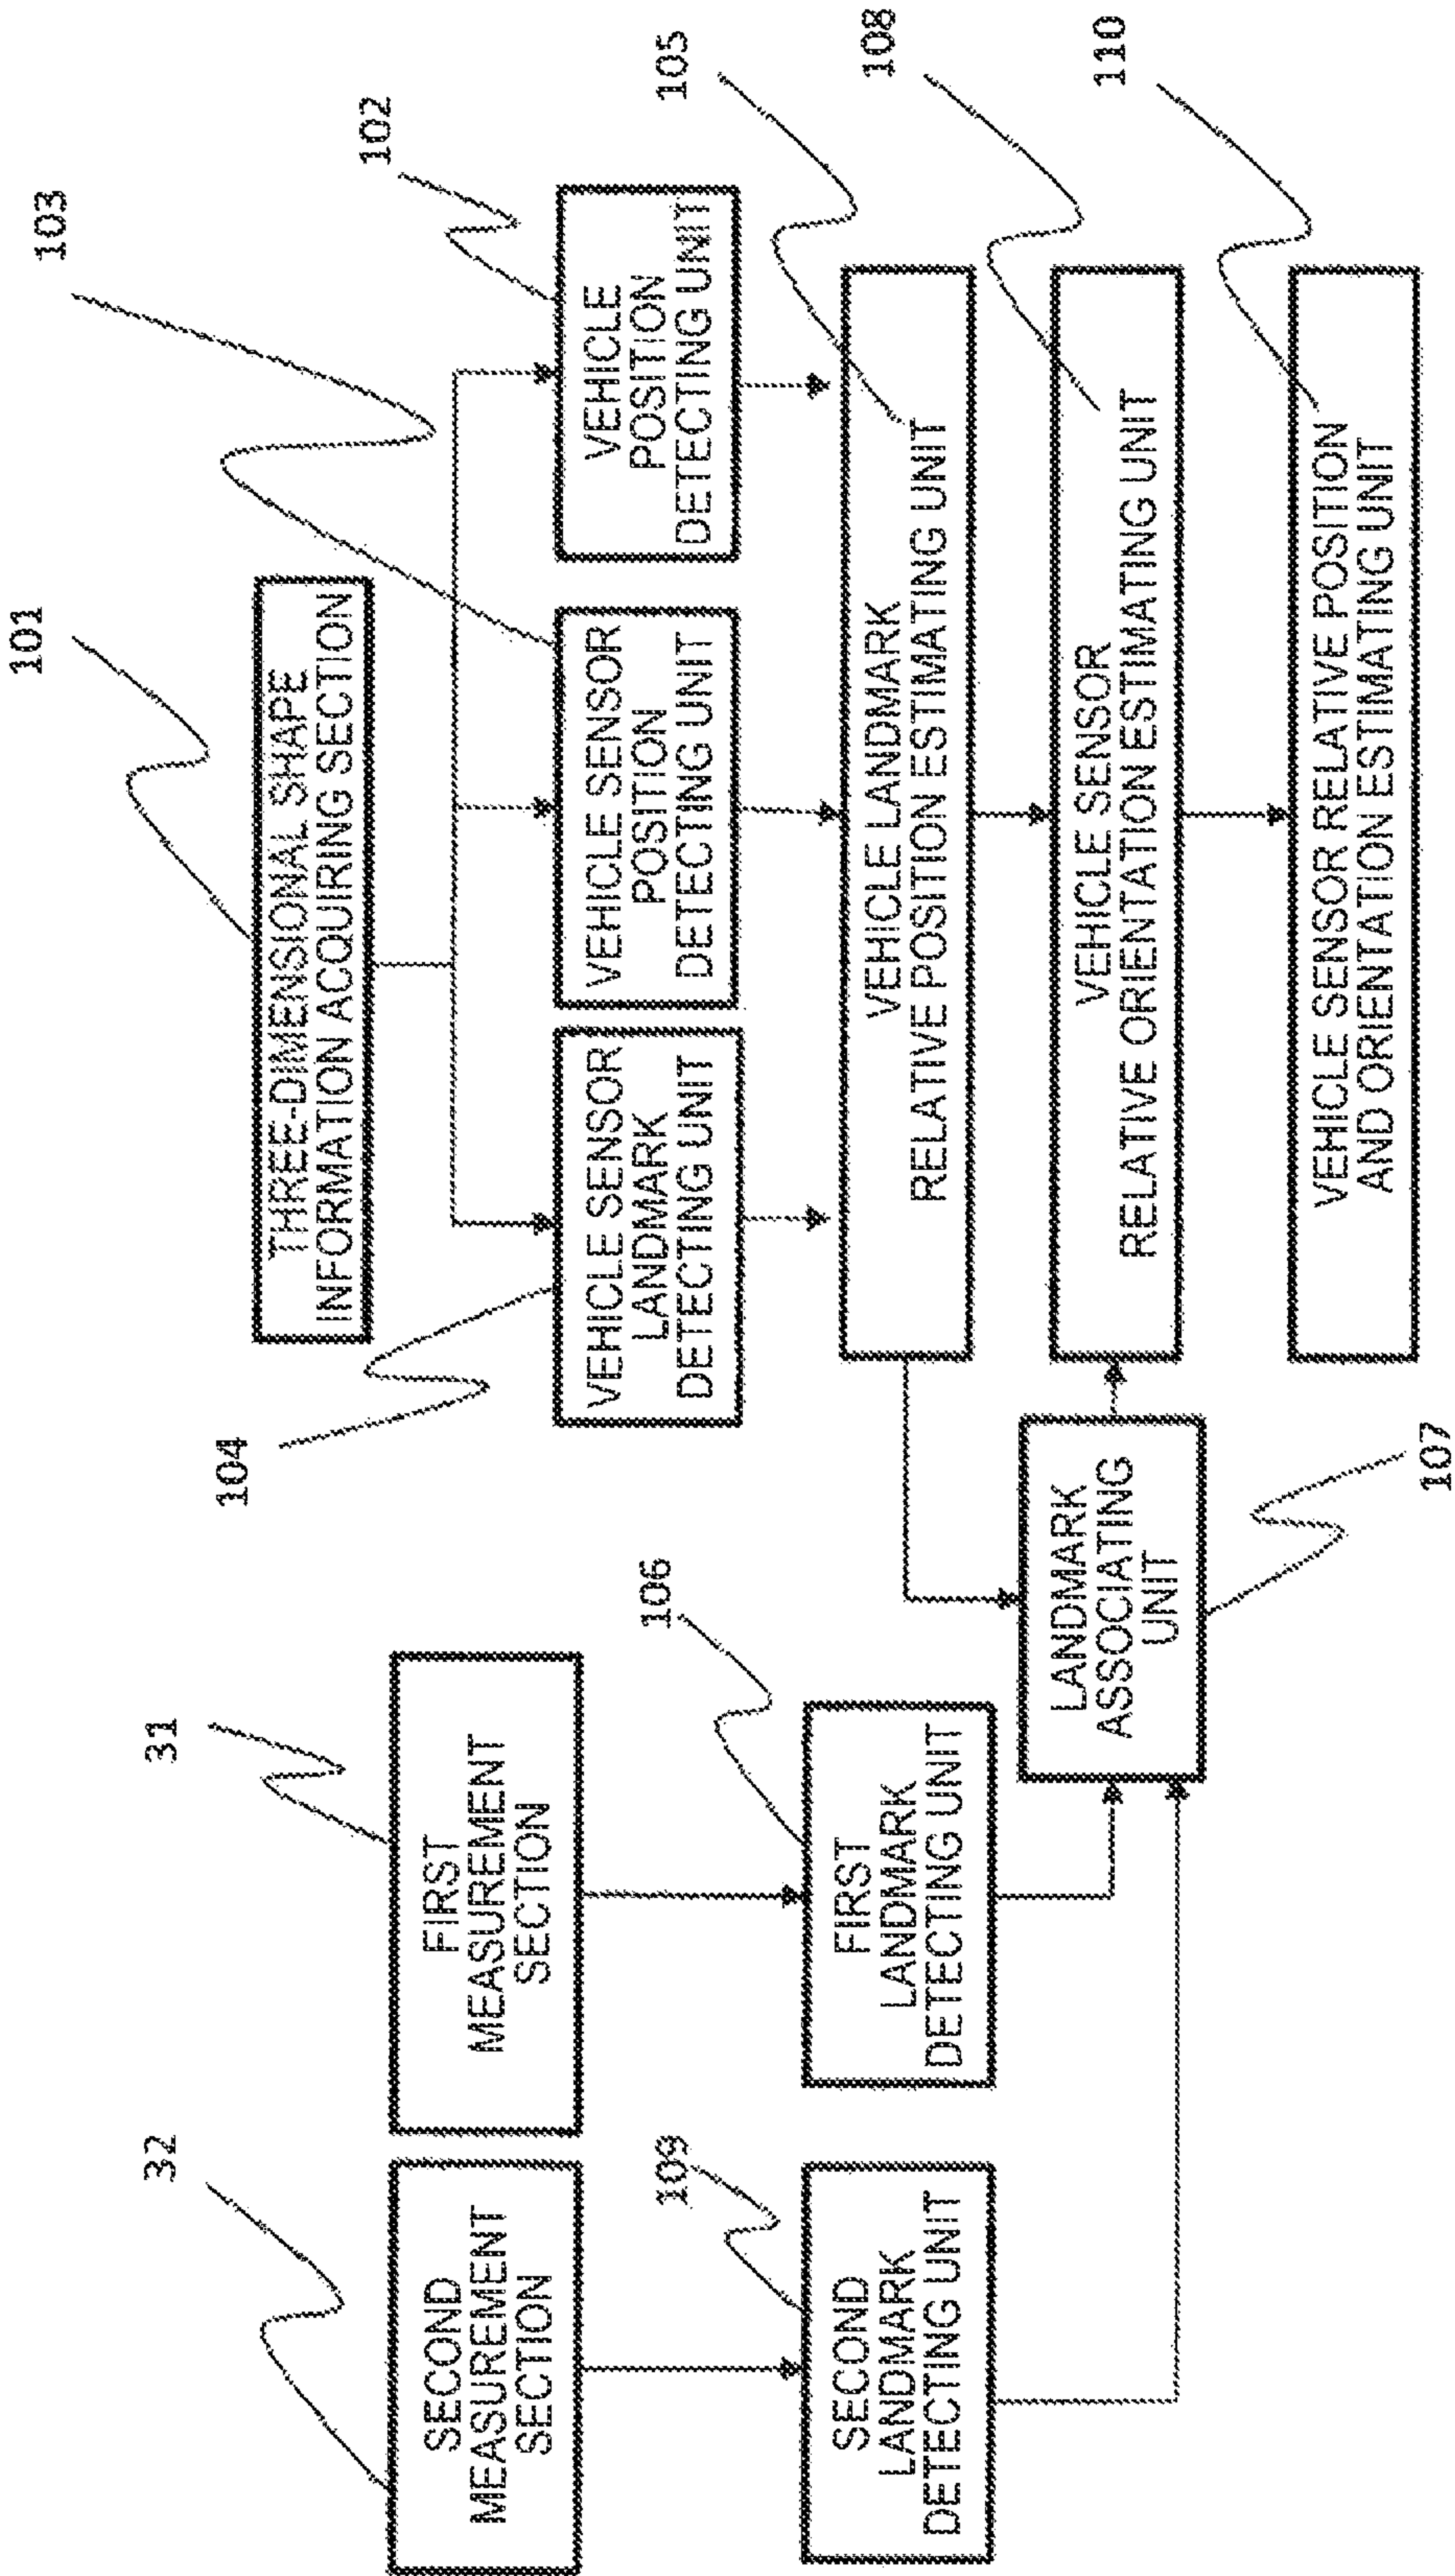 101
THREE-DIMENSIONAL SHAPE
INFORMATION ACQUIRING SECTION
103
102
32
SECOND
MEASUREMENT
SECTION
31
FIRST
MEASUREMENT
SECTION
104
VEHICLE SENSOR
LANDMARK
DETECTING UNIT
VEHICLE SENSOR
POSITION
DETECTING UNIT
VEHICLE
POSITION
DETECTING UNIT
109
SECOND
LANDMARK
DETECTING UNIT
106
FIRST
LANDMARK
DETECTING UNIT
105
VEHICLE LANDMARK
RELATIVE POSITION ESTIMATING UNIT
107
LANDMARK
ASSOCIATING
UNIT
108
VEHICLE SENSOR
RELATIVE ORIENTATION ESTIMATING UNIT
110
VEHICLE SENSOR RELATIVE POSITION
AND ORIENTATION ESTIMATING UNIT